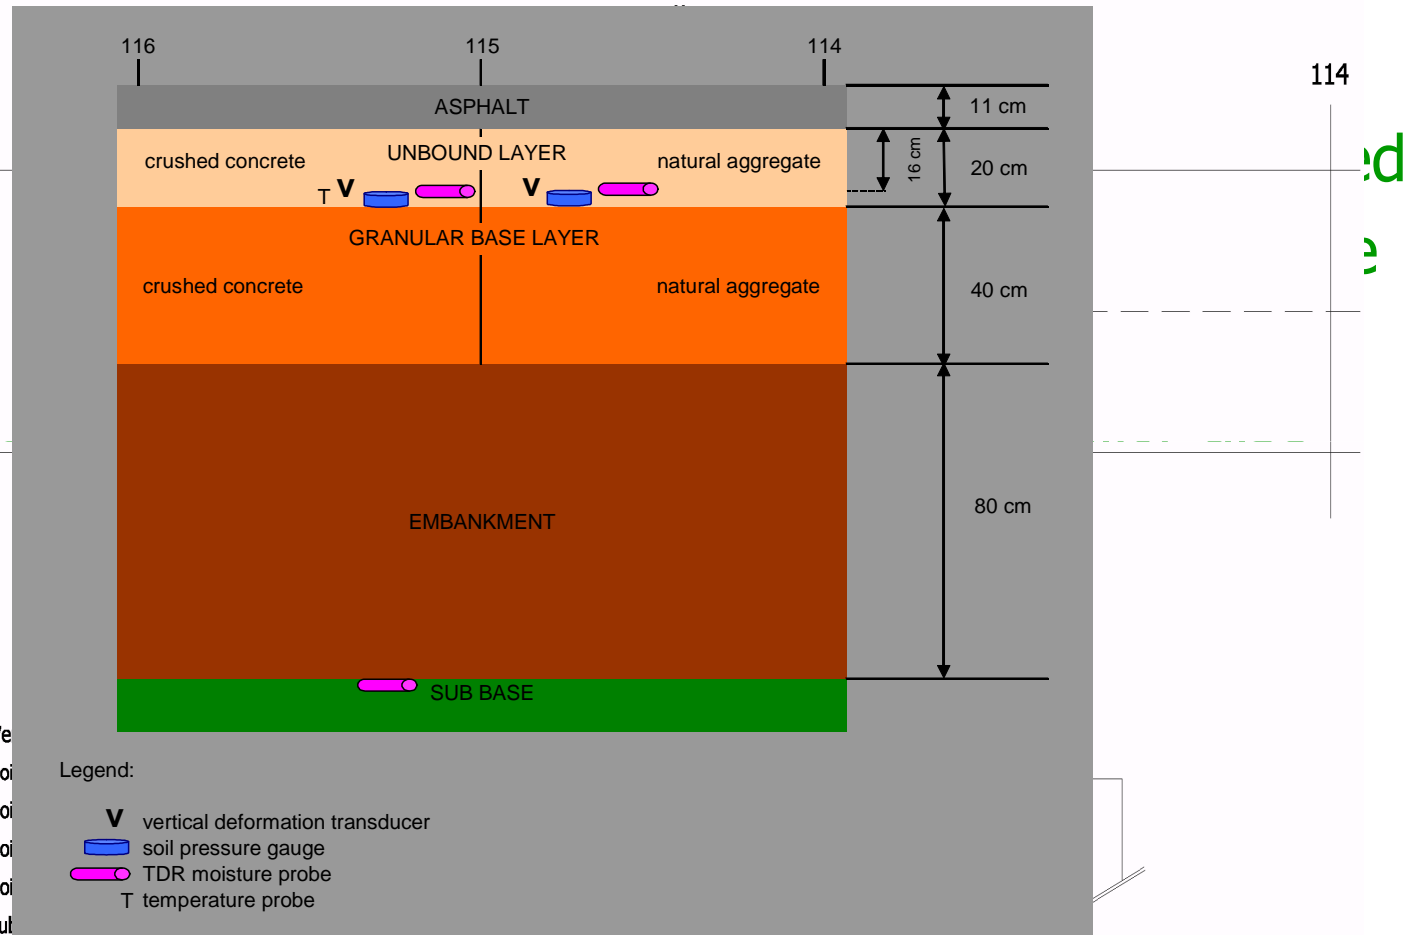 116 115 114
114
ASPHALT 11 cm
crushed concrete UNBOUND LAYER natural aggregate 16 cm 20 cm
T V V
GRANULAR BASE LAYER
crushed concrete natural aggregate 40 cm
EMBANKMENT 80 cm
SUB BASE
Legend:
V vertical deformation transducer
soil pressure gauge
TDR moisture probe
T temperature probe